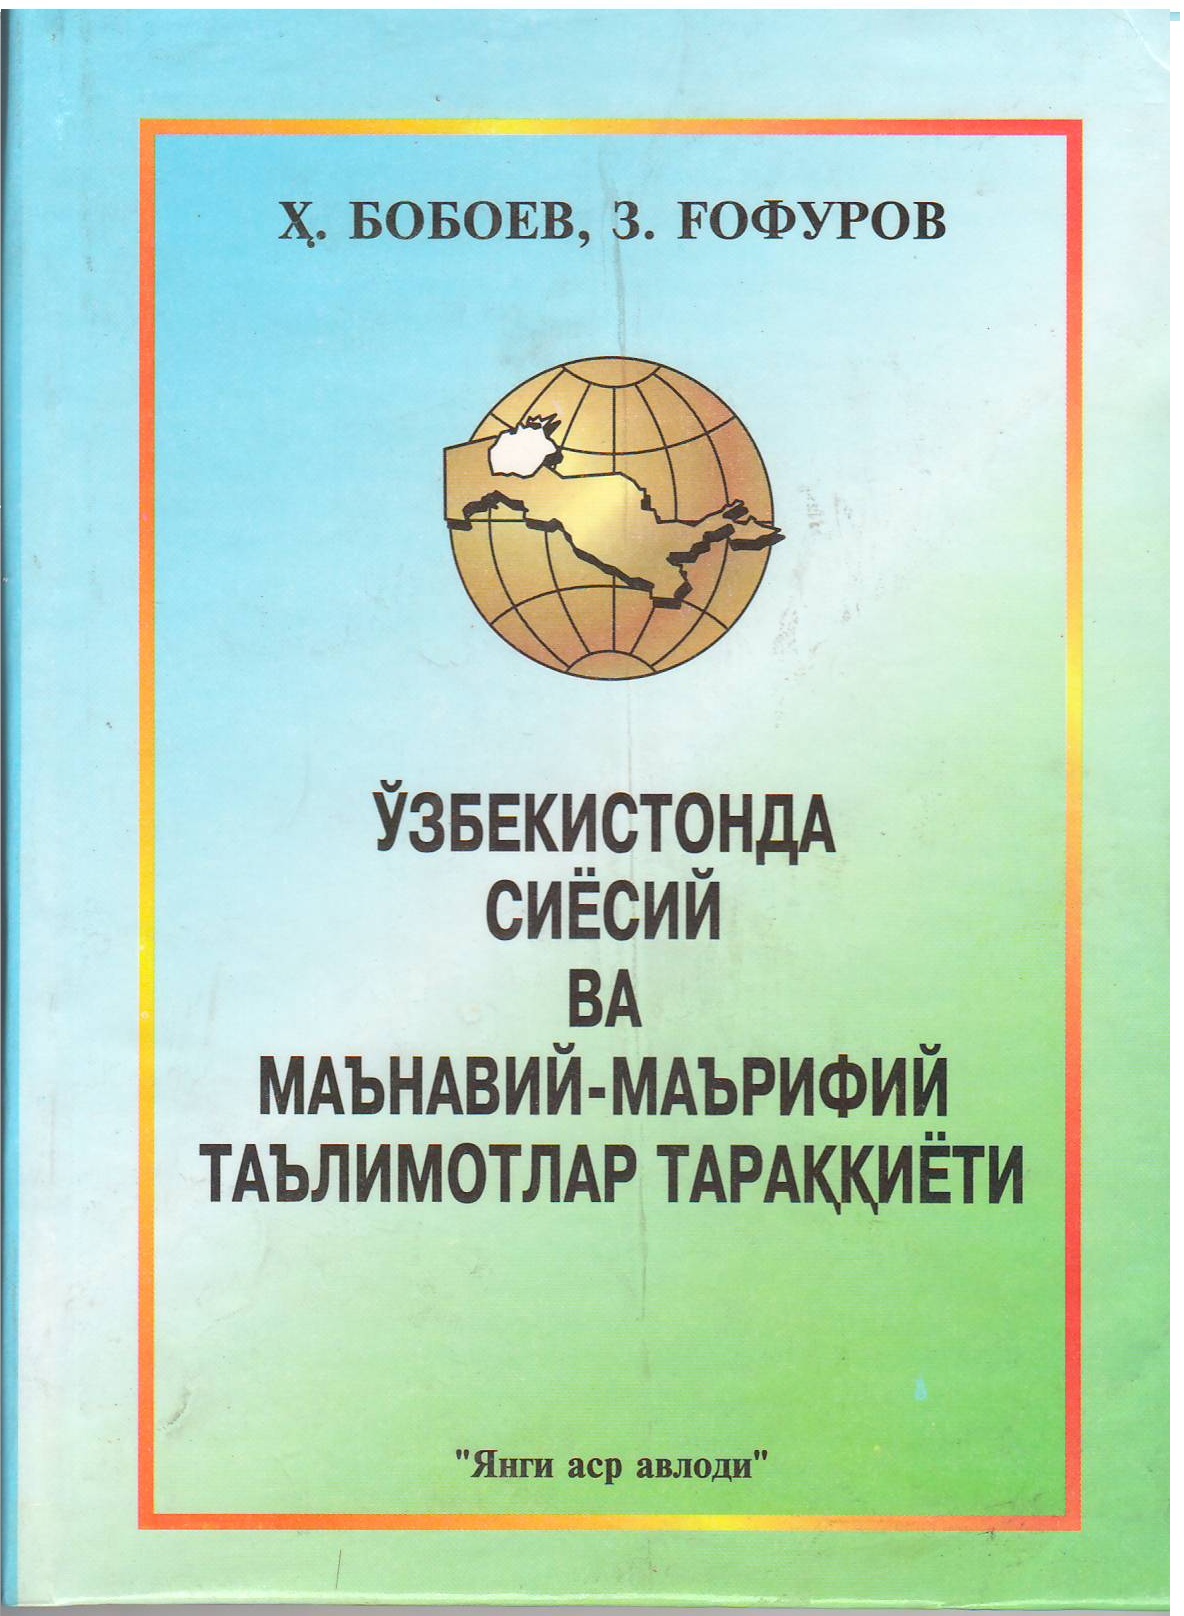 Ҳ. БОБОЕВ, З. ҒОФУРОВ
ЎЗБЕКИСТОНДА
СИЁСИЙ
ВА
МАЪНАВИЙ-МАЪРИФИЙ
ТАЪЛИМОТЛАР ТАРАҚҚИЁТИ
"Янги аср авлоди"